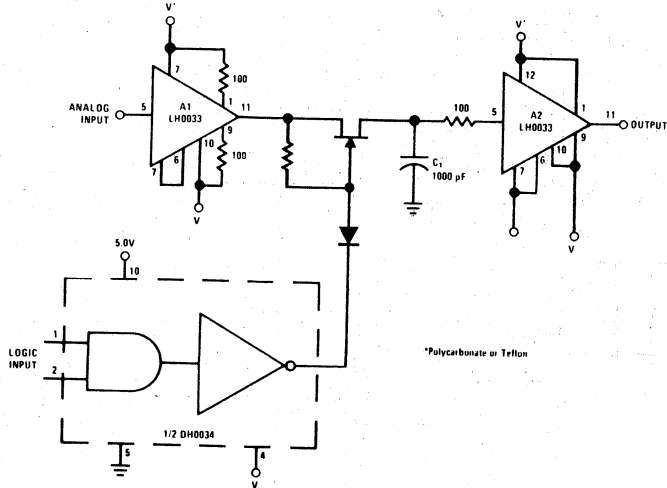 V'
7
100
ANALOG
INPUT
5
A1
LH0033
1
11
9
10
100
6
7
V
100
C1
1000 pF
V'
12
5
A2
LH0033
1
11
OUTPUT
9
10
6
7
V
5.0V
10
LOGIC
INPUT
1
2
1/2 DH0034
5
4
V
*Polycarbonate or Teflon